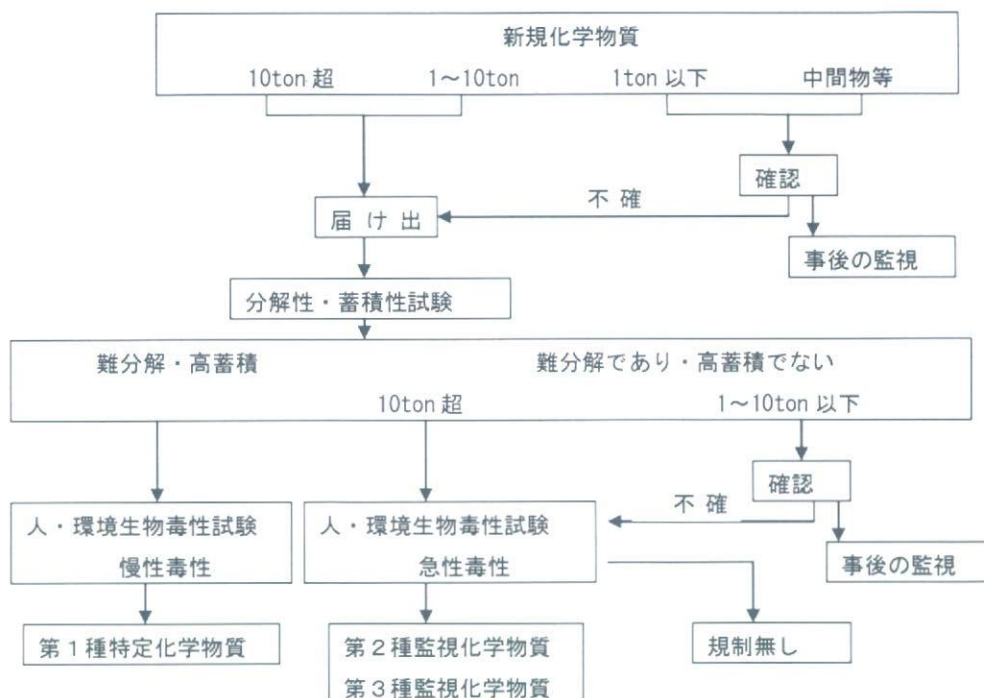 新規化学物質
10ton 超 1～10ton 1ton 以下 中間物等
確認
不 確
届 け 出
事後の監視
分解性・蓄積性試験
難分解・高蓄積 難分解であり・高蓄積でない
10ton 超 1～10ton 以下
確認
不 確
人・環境生物毒性試験
慢性毒性
人・環境生物毒性試験
急性毒性
事後の監視
第１種特定化学物質
第２種監視化学物質
第３種監視化学物質
規制無し